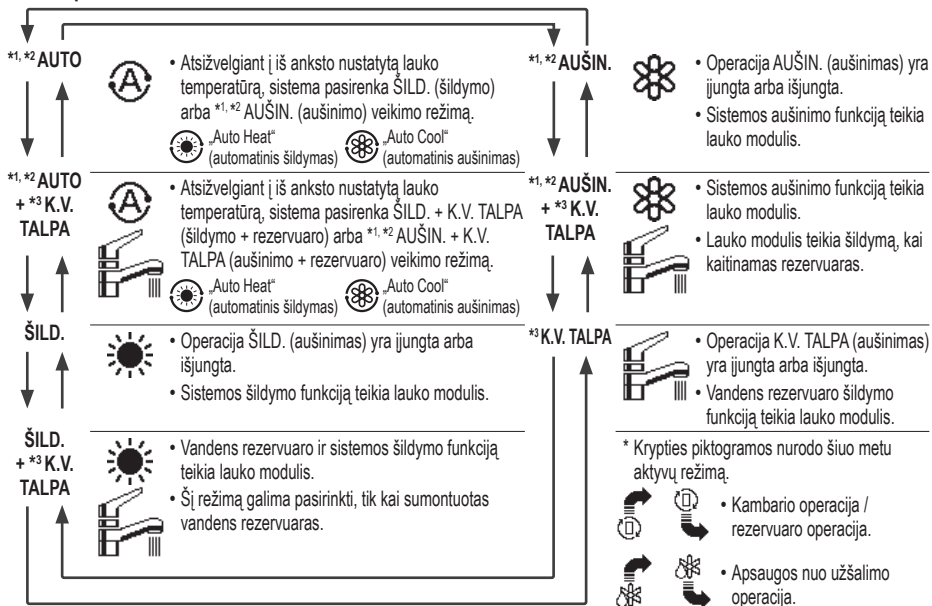 *1, *2 AUTO
• Atsižvelgiant į iš anksto nustatytą lauko
temperatūrą, sistema pasirenka ŠILD. (šildymo)
arba *1, *2 AUŠIN. (aušinimo) veikimo režimą.
„Auto Heat“
(automatinis šildymas)
„Auto Cool“
(automatinis aušinimas)
*1, *2 AUTO
+ *3 K.V.
TALPA
• Atsižvelgiant į iš anksto nustatytą lauko
temperatūrą, sistema pasirenka ŠILD. + K.V. TALPA
(šildymo + rezervuaro) arba *1, *2 AUŠIN. + K.V.
TALPA (aušinimo + rezervuaro) veikimo režimą.
„Auto Heat“
(automatinis šildymas)
„Auto Cool“
(automatinis aušinimas)
ŠILD.
• Operacija ŠILD. (aušinimas) yra įjungta arba
išjungta.
• Sistemos šildymo funkciją teikia lauko modulis.
ŠILD.
+ *3 K.V.
TALPA
• Vandens rezervuaro ir sistemos šildymo funkciją
teikia lauko modulis.
• Šį režimą galima pasirinkti, tik kai sumontuotas
vandens rezervuaras.
*1, *2 AUŠIN.
• Operacija AUŠIN. (aušinimas) yra
įjungta arba išjungta.
• Sistemos aušinimo funkciją teikia
lauko modulis.
*1, *2 AUŠIN.
+ *3 K.V.
TALPA
• Sistemos aušinimo funkciją teikia
lauko modulis.
• Lauko modulis teikia šildymą, kai
kaitinamas rezervuaras.
*3 K.V. TALPA
• Operacija K.V. TALPA (aušinimas)
yra įjungta arba išjungta.
• Vandens rezervuaro šildymo
funkciją teikia lauko modulis.
* Krypties piktogramos nurodo šiuo metu
aktyvų režimą.
• Kambario operacija /
rezervuaro operacija.
• Apsaugos nuo užšalimo
operacija.